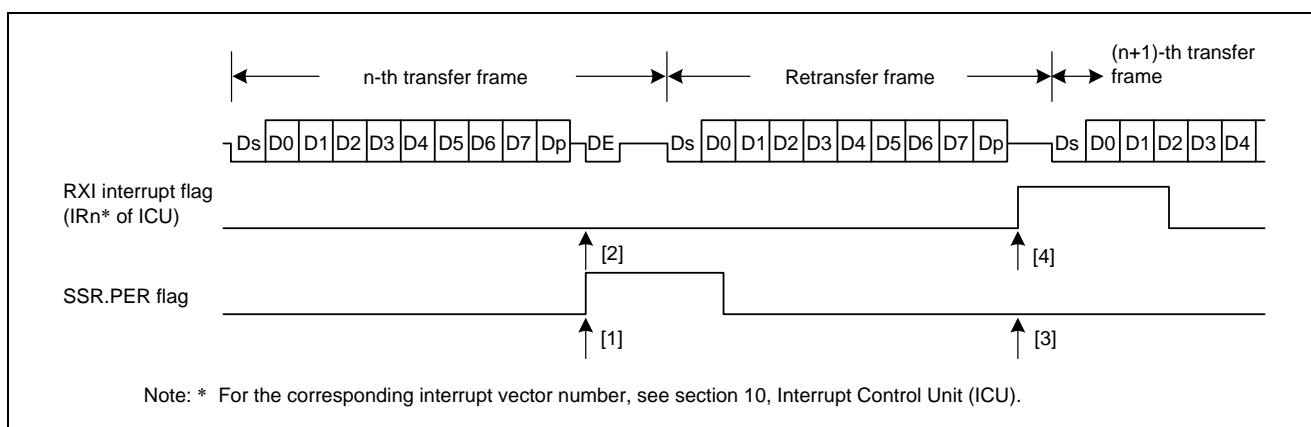 (n+1)-th transfer
frame
n-th transfer frame
Retransfer frame
Ds D0 D1 D2 D3 D4 D5 D6 D7 Dp DE Ds D0 D1 D2 D3 D4 D5 D6 D7 Dp Ds D0 D1 D2 D3 D4
RXI interrupt flag
(IRn* of ICU)
[2] [4]
SSR.PER flag
[1] [3]
Note: * For the corresponding interrupt vector number, see section 10, Interrupt Control Unit (ICU).